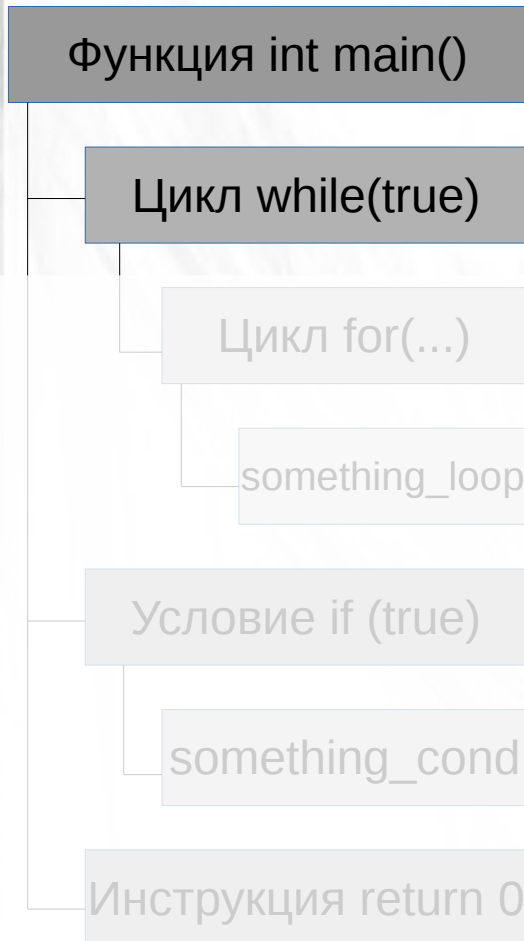 Функция int main()
Цикл while(true)
Цикл for(...)
something_loop
Условие if (true)
something_cond
Инструкция return 0